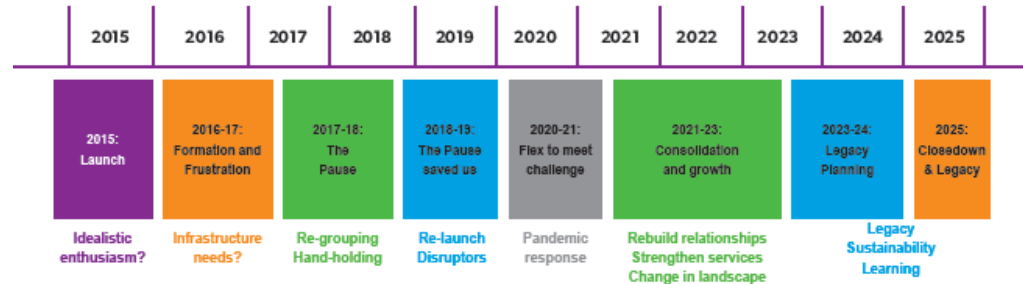 2015 2016 2017 2018 2019 2020 2021 2022 2023 2024 2025
2015:
Launch
2016-17:
Formation and
Frustration
2017-18:
The
Pause
2018-19:
The Pause
saved us
2020-21:
Flex to meet
challenge
2021-23:
Consolidation
and growth
2023-24:
Legacy
Planning
2025:
Closedown
& Legacy
Idealistic
enthusiasm?
Infrastructure
needs?
Re-grouping
Hand-holding
Re-launch
Disruptors
Pandemic
response
Rebuild relationships
Strengthen services
Change in landscape
Legacy
Sustainability
Learning